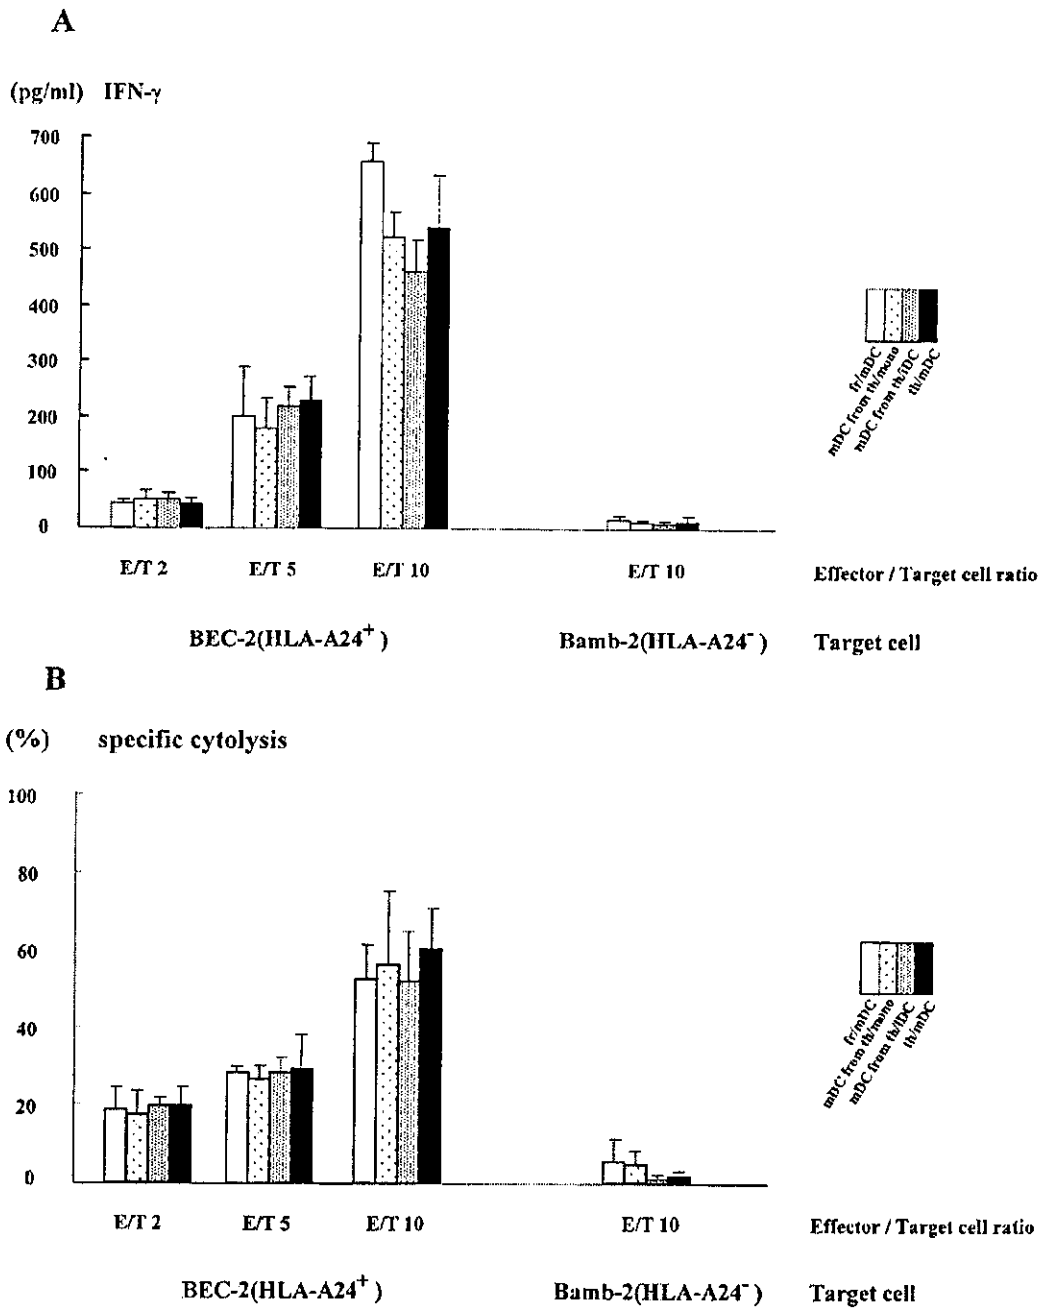 A
(pg/ml) IFN-γ
700
600
500
400
300
200
100
0
E/T 2 E/T 5 E/T 10 E/T 10 Effector / Target cell ratio
BEC-2(HLA-A24+) Bamb-2(HLA-A24-) Target cell
fr/mDC
mDC from th/mono
mDC from th/iDC
th/mDC
B
(%) specific cytolysis
100
80
60
40
20
0
E/T 2 E/T 5 E/T 10 E/T 10 Effector / Target cell ratio
BEC-2(HLA-A24+) Bamb-2(HLA-A24-) Target cell
fr/mDC
mDC from th/mono
mDC from th/iDC
th/mDC